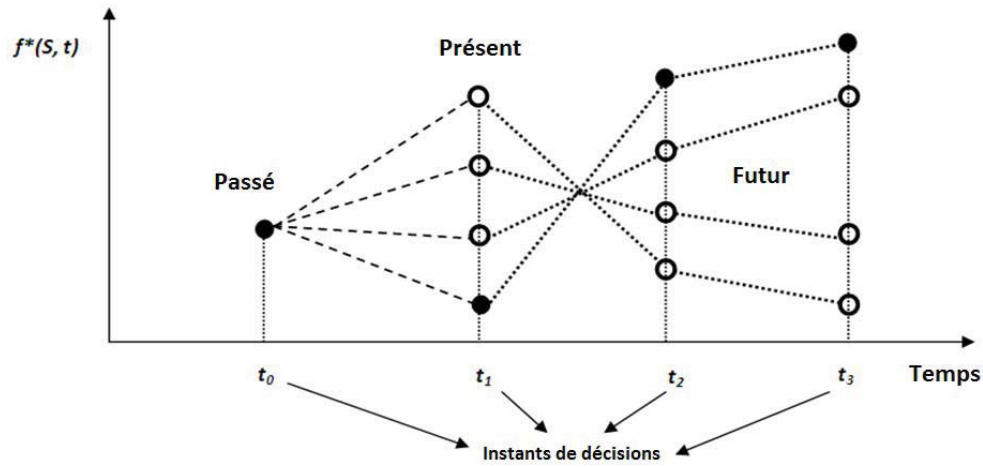 f*(S, t)
Présent
Passé
Futur
t0 t1 t2 t3 Temps
Instants de décisions